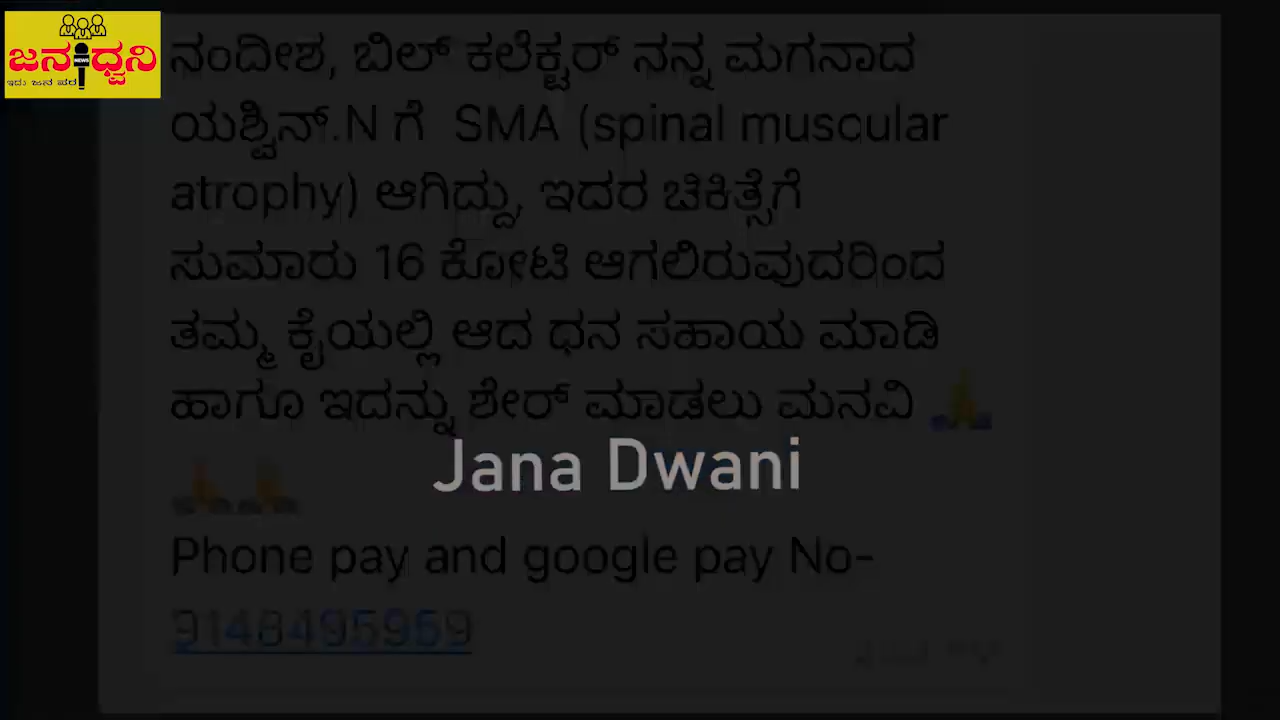 ಜನಧ್ವನಿ
NEWS
ನಂದೀಶ, ಬಿಲ್ ಕಲೆಕ್ಟರ್ ನನ್ನ ಮಗನಾದ
ಯಶ್ವಿನ್.N ಗೆ SMA (spinal muscular
atrophy) ಆಗಿದ್ದು, ಇದರ ಚಿಕಿತ್ಸೆಗೆ
ಸುಮಾರು 16 ಕೋಟಿ ಆಗಲಿರುವುದರಿಂದ
ತಮ್ಮ ಕೈಯಲ್ಲಿ ಆದ ಧನ ಸಹಾಯ ಮಾಡಿ
ಹಾಗೂ ಇದನ್ನು ಶೇರ್ ಮಾಡಲು ಮನವಿ 🙏
🙏🙏
Jana Dwani
Phone pay and google pay No-
9148495969